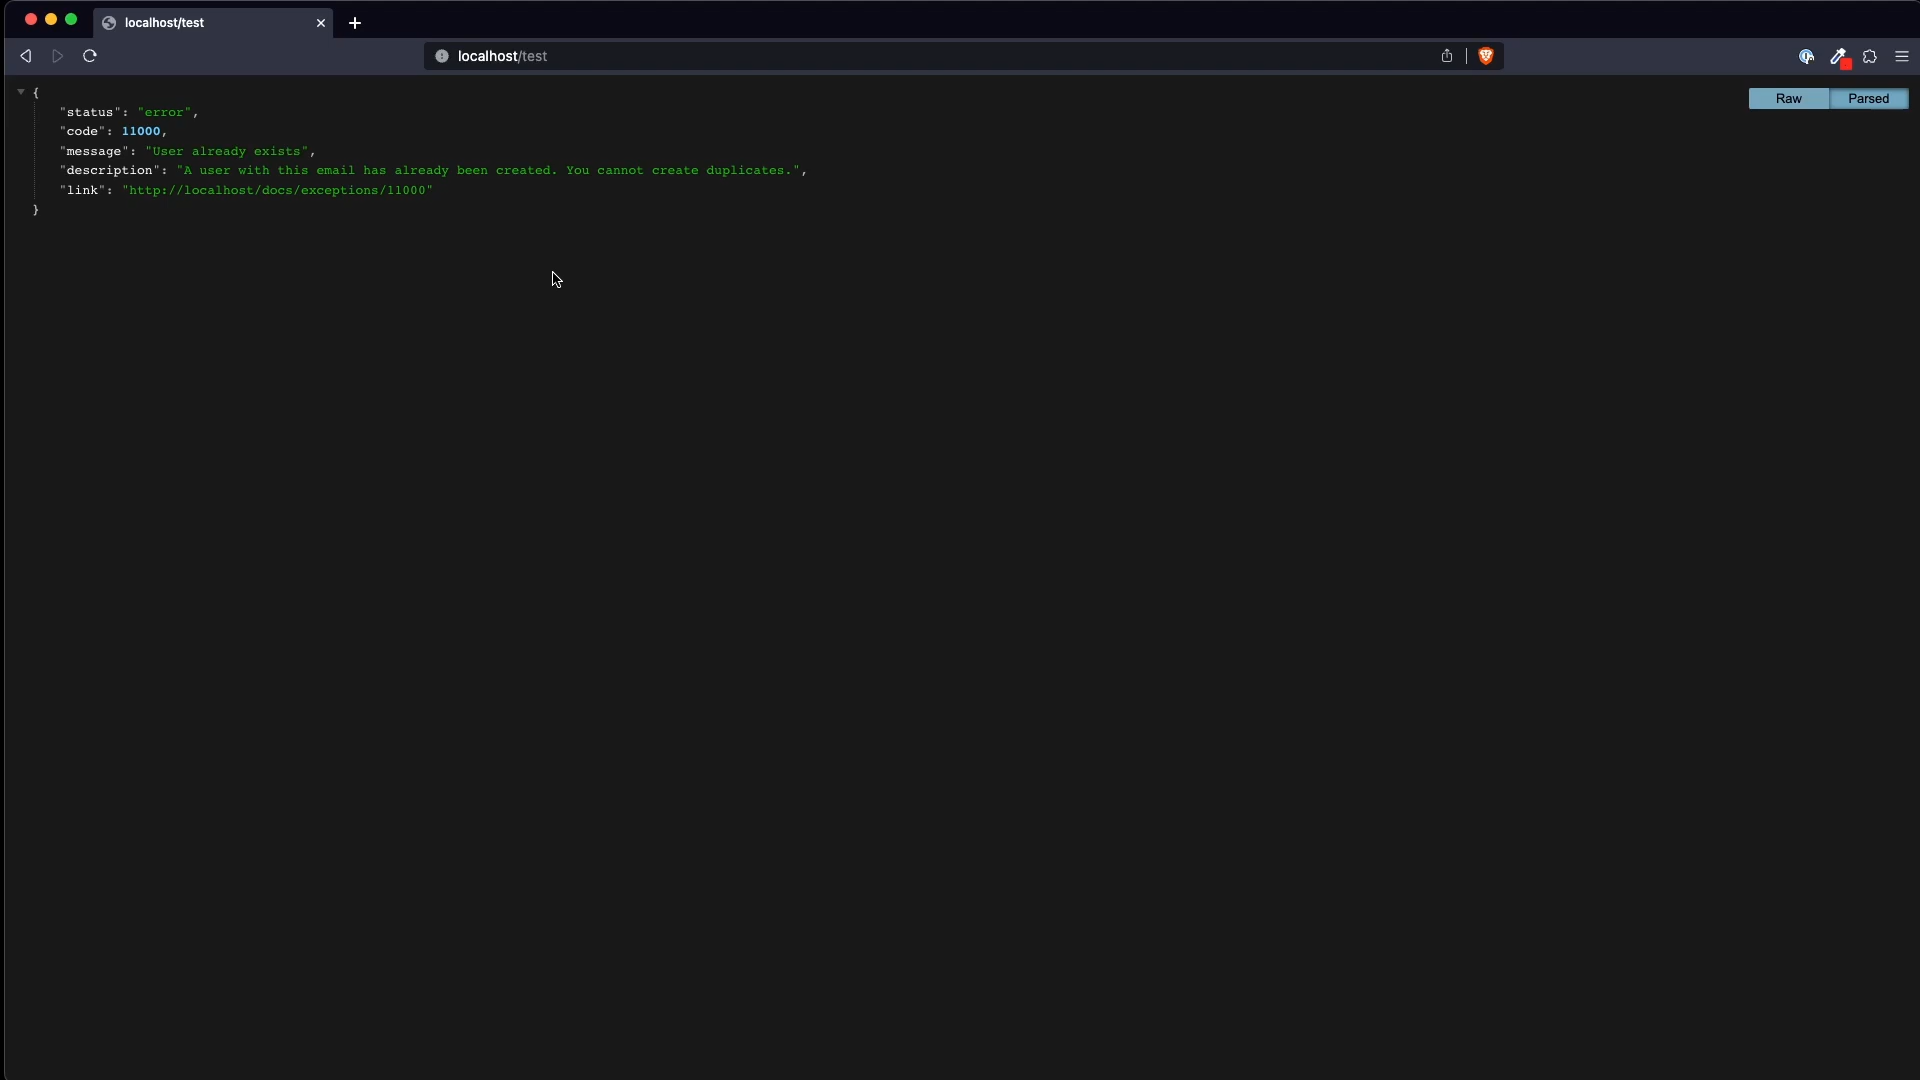 localhost/test
localhost/test
Raw
Parsed
{
"status": "error",
"code": 11000,
"message": "User already exists",
"description": "A user with this email has already been created. You cannot create duplicates.",
"link": "http://localhost/docs/exceptions/11000"
}